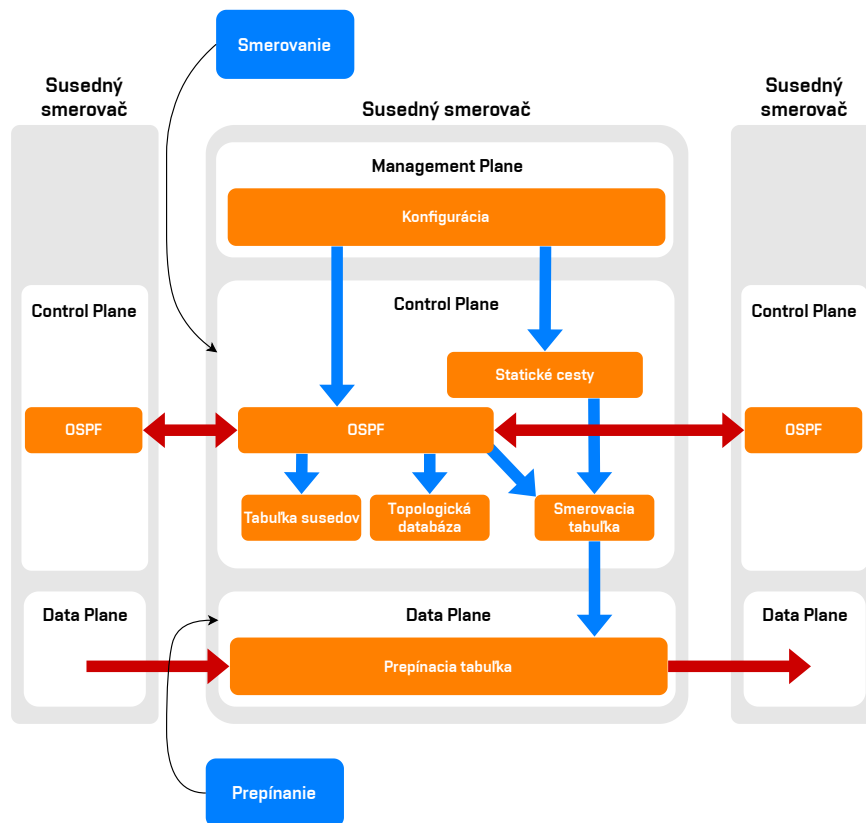 Smerovanie
Susedný
smerovač
Susedný smerovač
Susedný
smerovač
Management Plane
Konfigurácia
Control Plane
Control Plane
Control Plane
Statické cesty
OSPF
OSPF
OSPF
Tabuľka susedov
Topologická
databáza
Smerovacia
tabuľka
Data Plane
Data Plane
Data Plane
Prepínacia tabuľka
Prepínanie